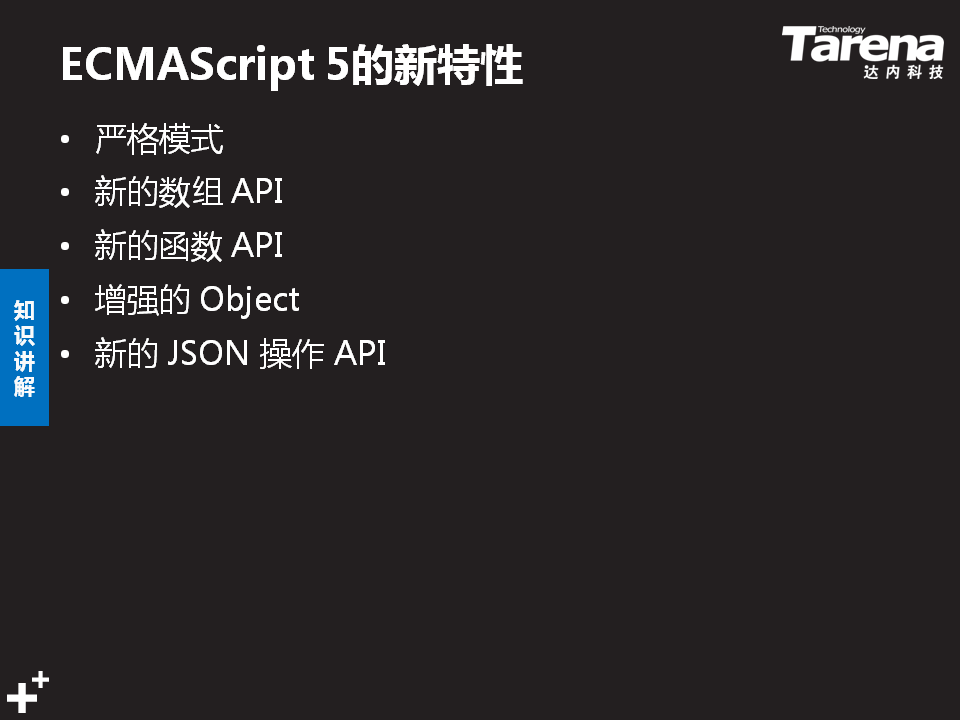 ECMAScript 5的新特性
Technology
Tarena
达内科技
• 严格模式
• 新的数组 API
• 新的函数 API
• 增强的 Object
• 新的 JSON 操作 API
知识讲解